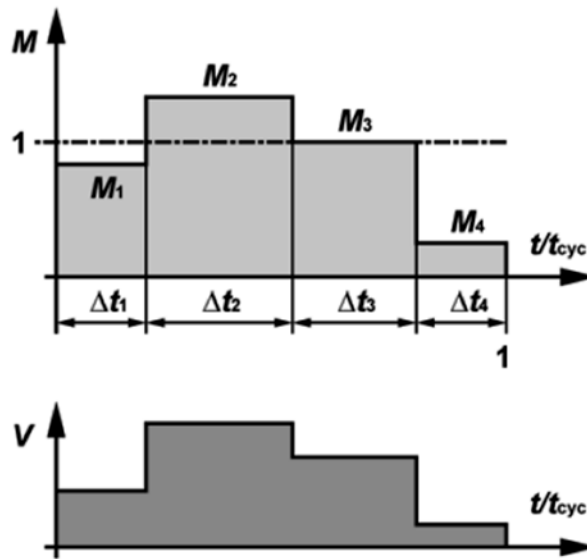 M
M₂
1
M₃
M₁
M₄
t/tcyc
Δt₁ Δt₂ Δt₃ Δt₄
1
V
t/tcyc